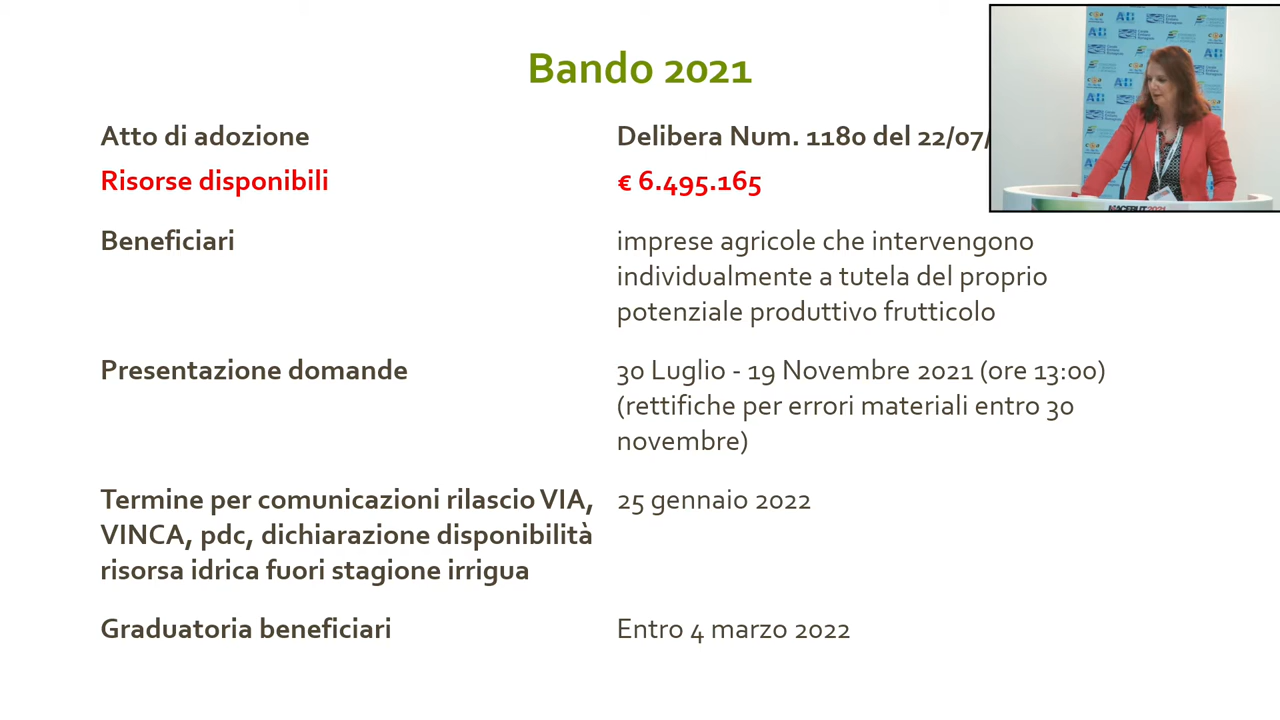 Bando 2021
Atto di adozione
Delibera Num. 1180 del 22/07/
Risorse disponibili
€ 6.495.165
Beneficiari
imprese agricole che intervengono
individualmente a tutela del proprio
potenziale produttivo frutticolo
Presentazione domande
30 Luglio - 19 Novembre 2021 (ore 13:00)
(rettifiche per errori materiali entro 30
novembre)
Termine per comunicazioni rilascio VIA,
VINCA, pdc, dichiarazione disponibilità
risorsa idrica fuori stagione irrigua
25 gennaio 2022
Graduatoria beneficiari
Entro 4 marzo 2022